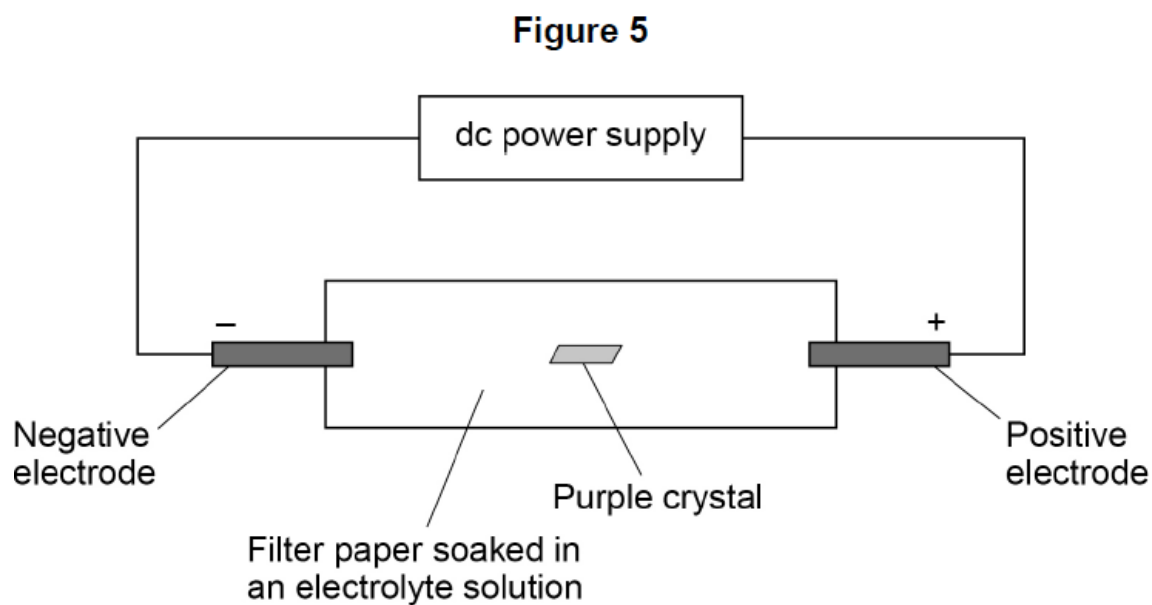 Figure 5
dc power supply
–
+
Negative
electrode
Positive
electrode
Purple crystal
Filter paper soaked in
an electrolyte solution